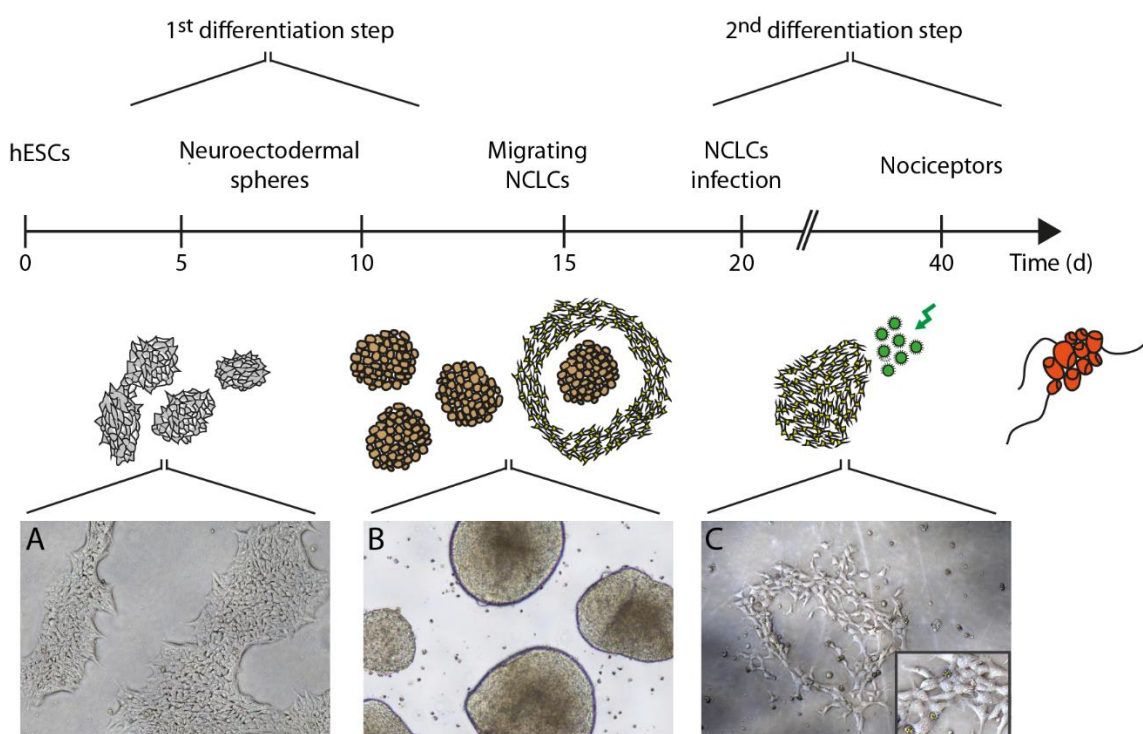 1st differentiation step
2nd differentiation step
hESCs
Neuroectodermal
spheres
Migrating
NCLCs
NCLCs
infection
Nociceptors
0
5
10
15
20
40
Time (d)
A
B
C